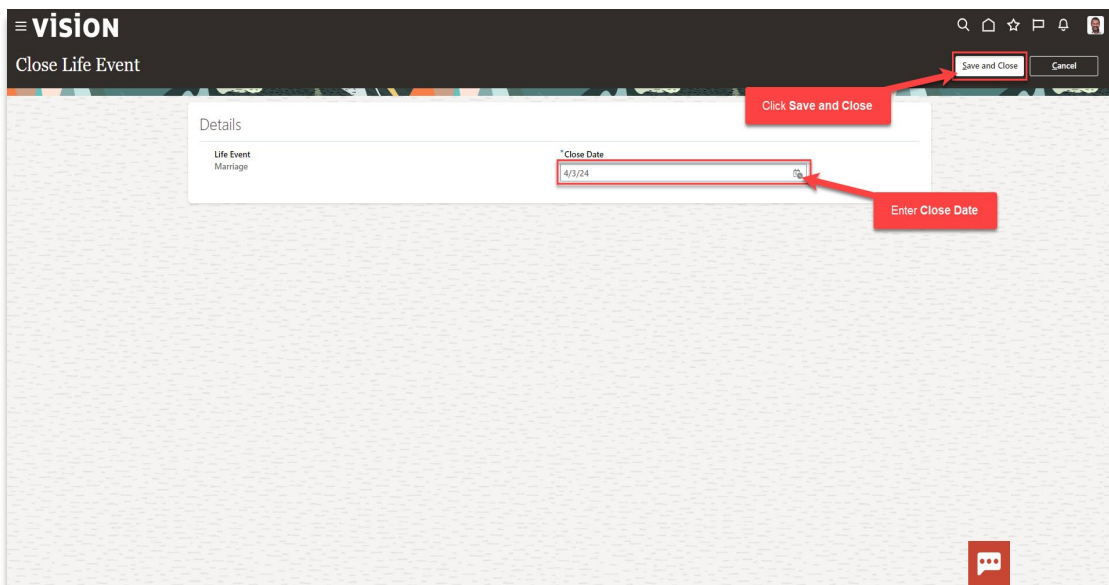 vision
Close Life Event
Save and Close
Cancel
Click Save and Close
Details
Life Event
Marriage
*Close Date
4/3/24
Enter Close Date